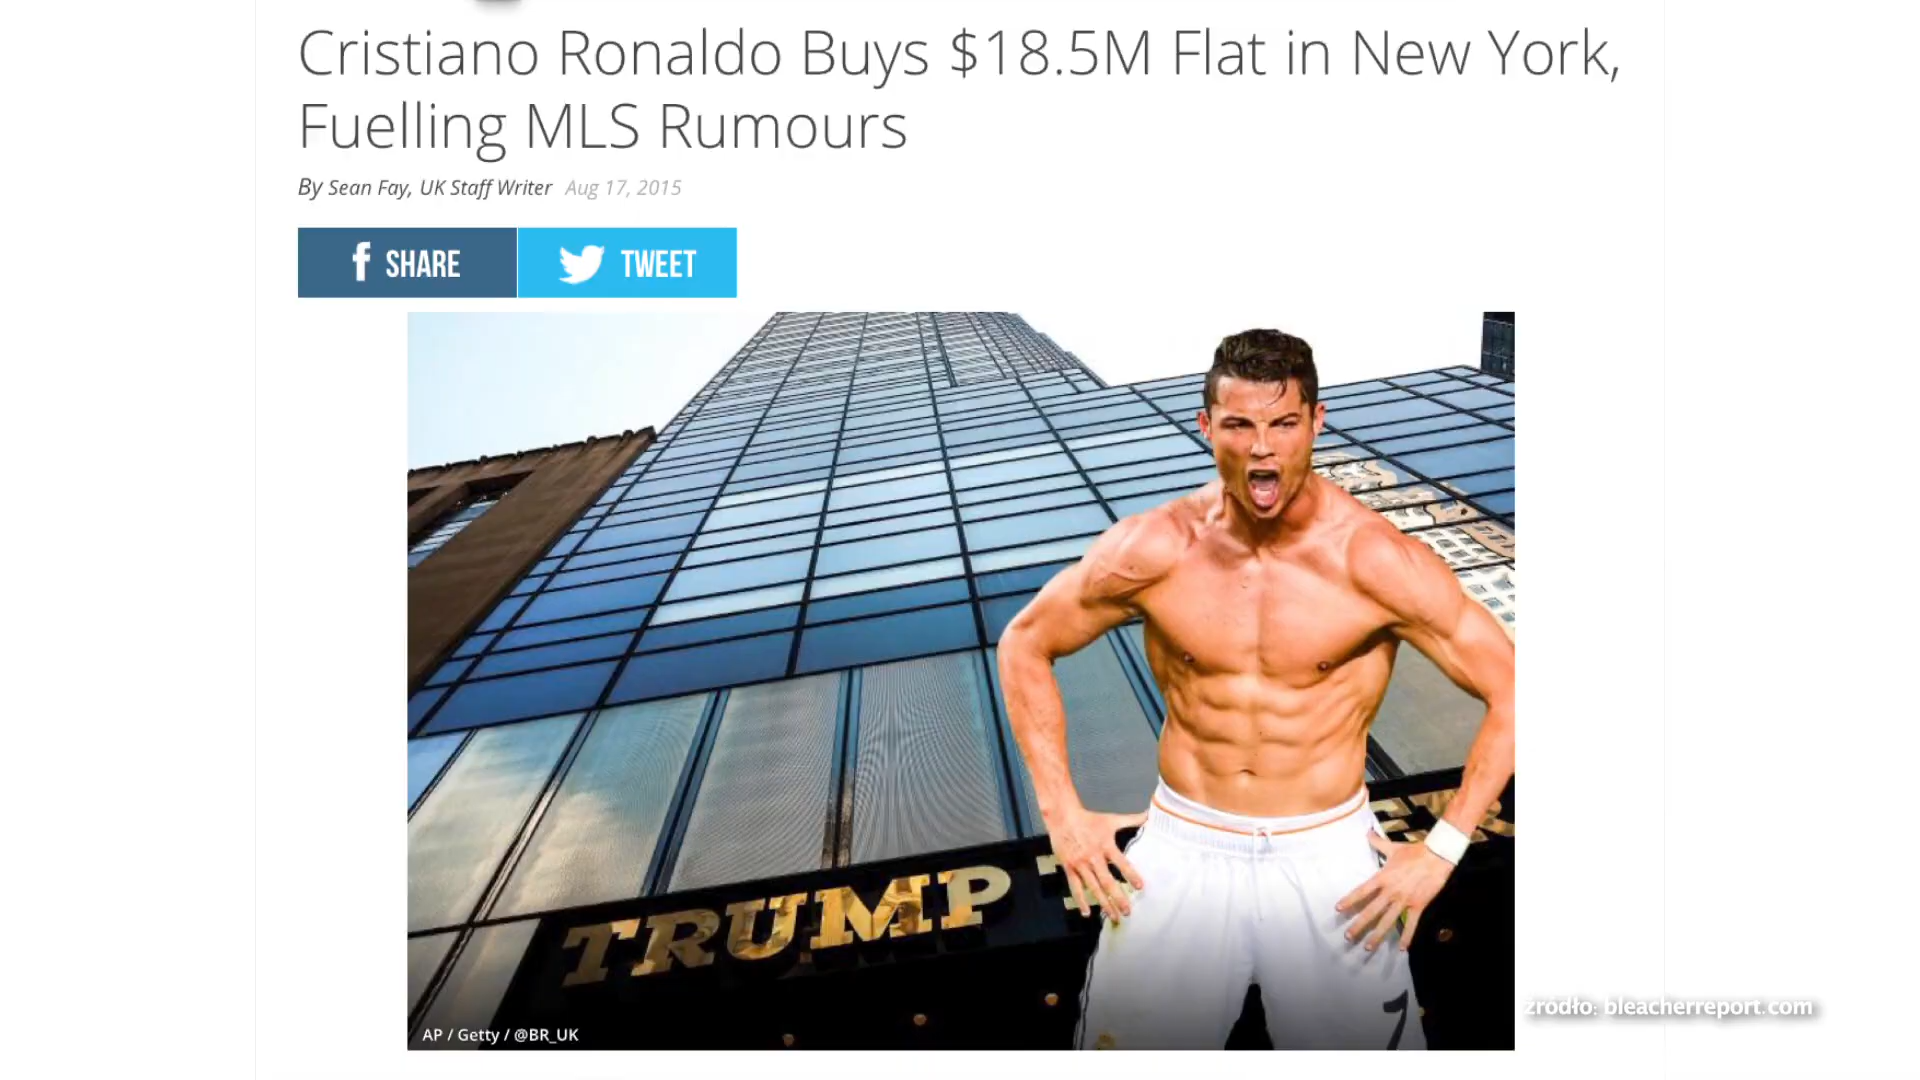 Cristiano Ronaldo Buys $18.5M Flat in New York,
Fuelling MLS Rumours
By Sean Fay, UK Staff Writer Aug 17, 2015
f SHARE
TWEET
TRUMP
7
AP / Getty / @BR_UK
źródło: bleacherreport.com